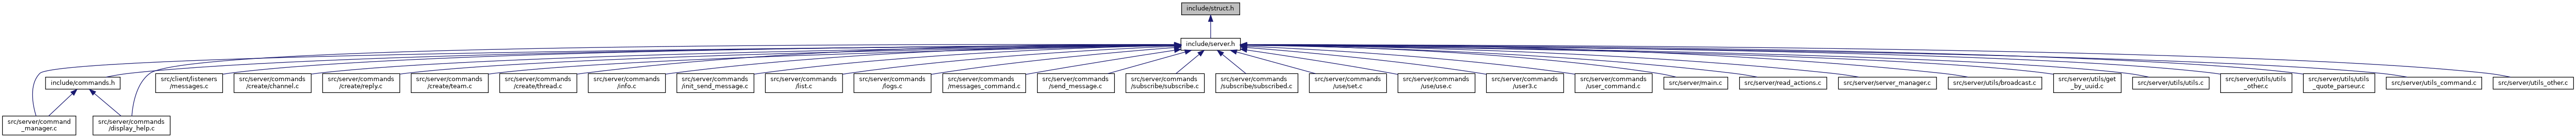 include/struct.h
include/server.h
include/commands.h
src/client/listeners
/messages.c
src/server/commands
/create/channel.c
src/server/commands
/create/reply.c
src/server/commands
/create/team.c
src/server/commands
/create/thread.c
src/server/commands
/info.c
src/server/commands
/init_send_message.c
src/server/commands
/list.c
src/server/commands
/logs.c
src/server/commands
/messages_command.c
src/server/commands
/send_message.c
src/server/commands
/subscribe/subscribe.c
src/server/commands
/subscribe/subscribed.c
src/server/commands
/use/set.c
src/server/commands
/use/use.c
src/server/commands
/user3.c
src/server/commands
/user_command.c
src/server/main.c
src/server/read_actions.c
src/server/server_manager.c
src/server/utils/broadcast.c
src/server/utils/get
_by_uuid.c
src/server/utils/utils.c
src/server/utils/utils
_other.c
src/server/utils/utils
_quote_parseur.c
src/server/utils_command.c
src/server/utils_other.c
src/server/command
_manager.c
src/server/commands
/display_help.c